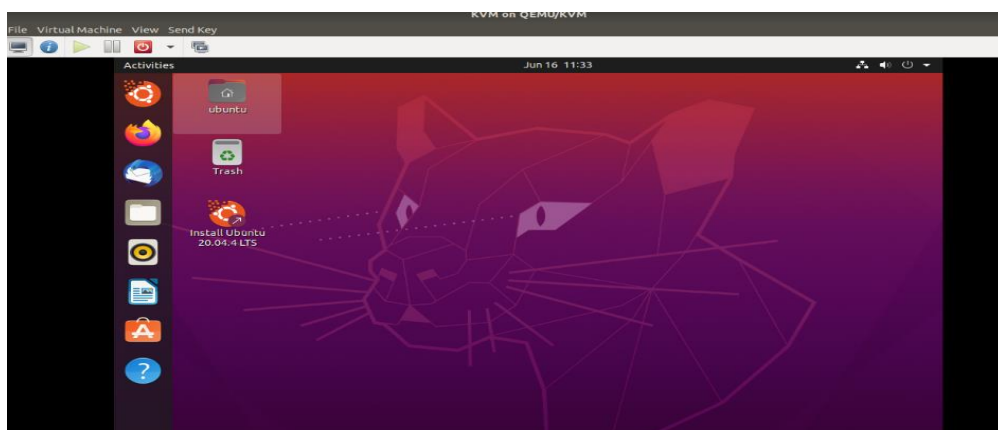 KVM on QEMU/KVM
File Virtual Machine View Send Key
Activities
Jun 16 11:33
ubuntu
Trash
Install Ubuntu
20.04.4 LTS